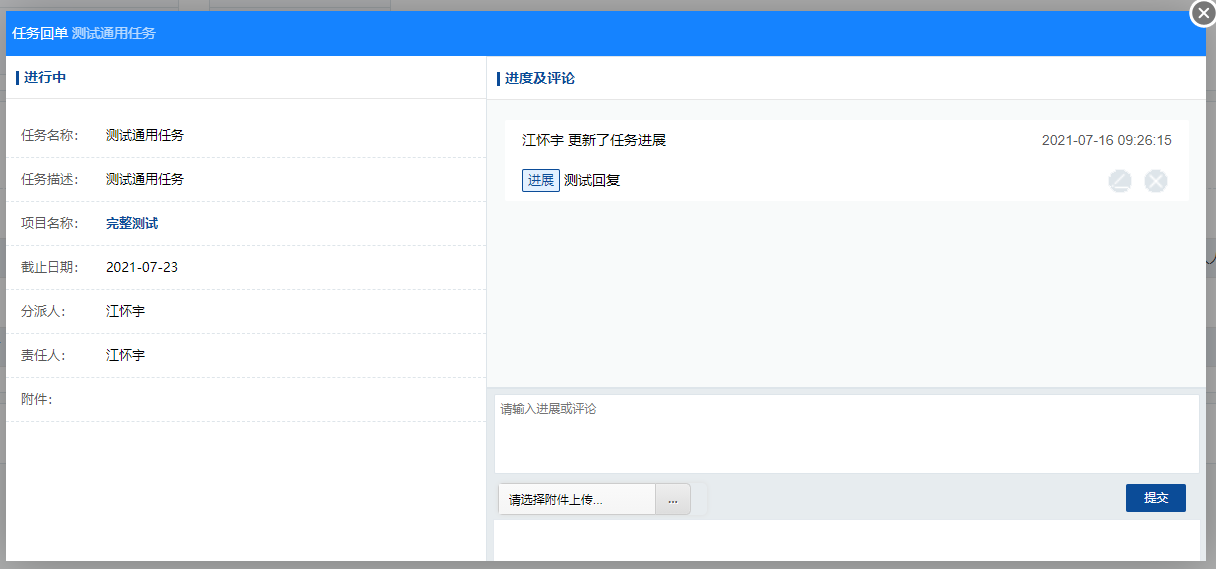 任务回单 测试通用任务
进行中
任务名称： 测试通用任务
任务描述： 测试通用任务
项目名称： 完整测试
截止日期： 2021-07-23
分派人： 江怀宇
责任人： 江怀宇
附件：
进度及评论
江怀宇 更新了任务进展 2021-07-16 09:26:15
进展 测试回复
请输入进展或评论
请选择附件上传... ... 提交